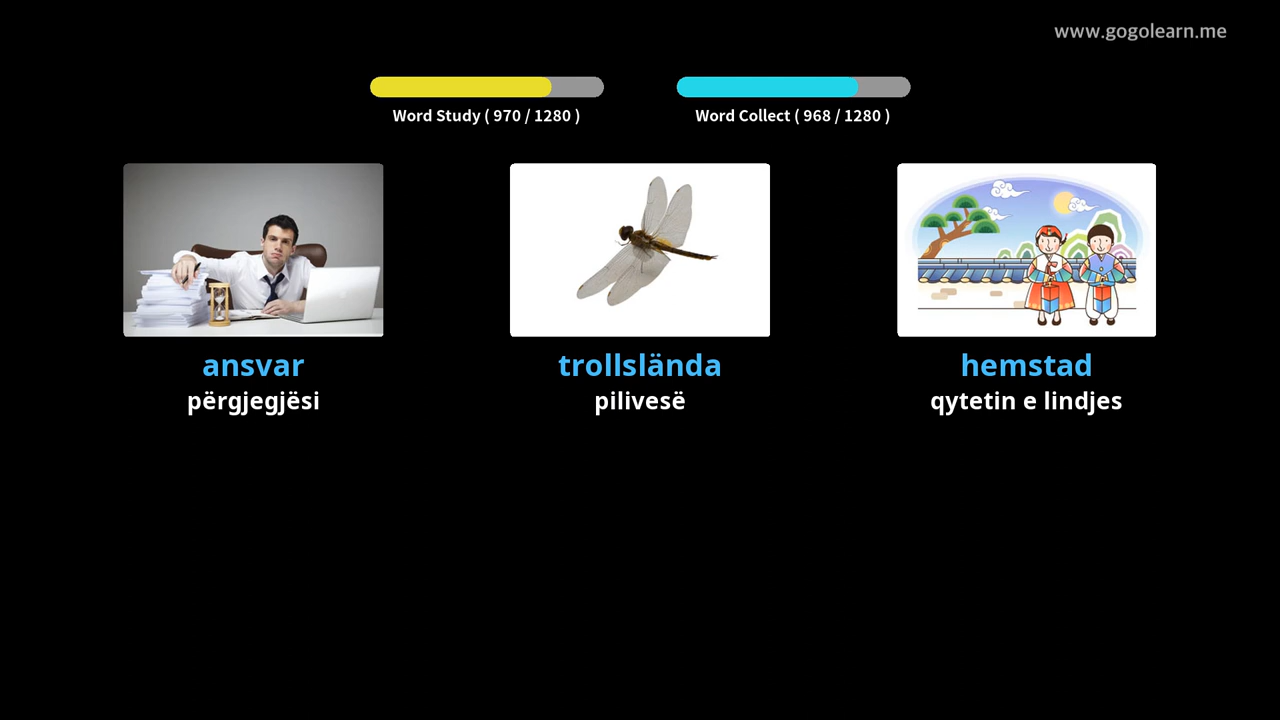 www.gogolearn.me
Word Study ( 970 / 1280 )
Word Collect ( 968 / 1280 )
ansvar
përgjegjësi
trollslända
pilivesë
hemstad
qytetin e lindjes